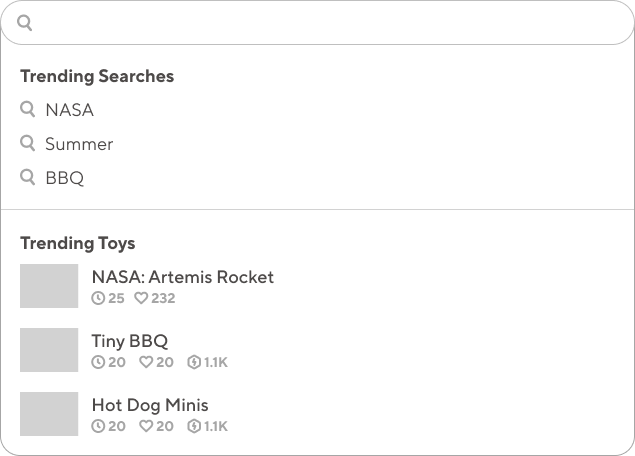 Trending Searches
NASA
Summer
BBQ
Trending Toys
NASA: Artemis Rocket
25 232
Tiny BBQ
20 20 1.1K
Hot Dog Minis
20 20 1.1K